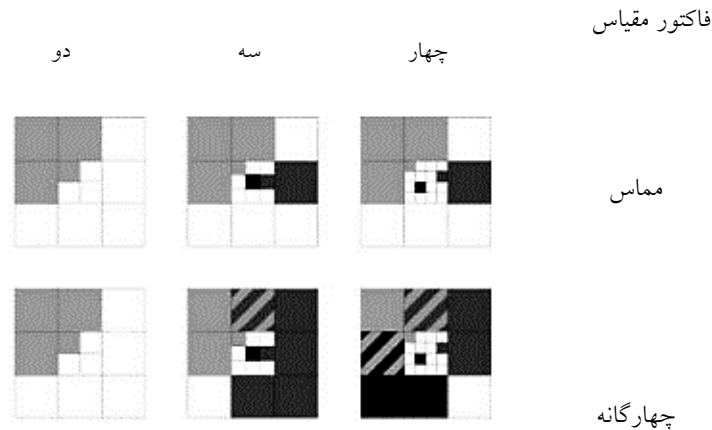 فاکتور مقیاس
چهار
سه
دو
مماس
چهارگانه